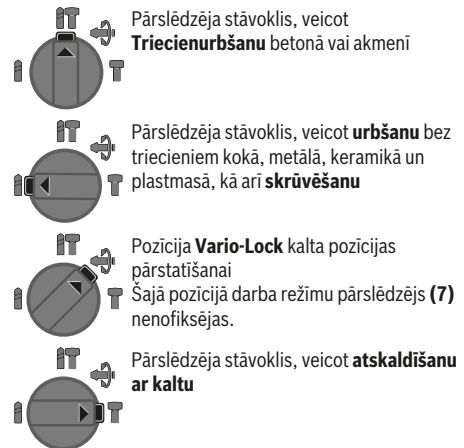 Pārslēdzēja stāvoklis, veicot
Triecienurbšanu betonā vai akmenī
Pārslēdzēja stāvoklis, veicot urbšanu bez
triecieniem kokā, metālā, keramikā un
plastmasā, kā arī skrūvēšanu
Pozīcija Vario-Lock kalta pozīcijas
pārstatīšanai
Šajā pozīcijā darba režīmu pārslēdzējs (7)
nenofiksējas.
Pārslēdzēja stāvoklis, veicot atskaldīšanu
ar kaltu